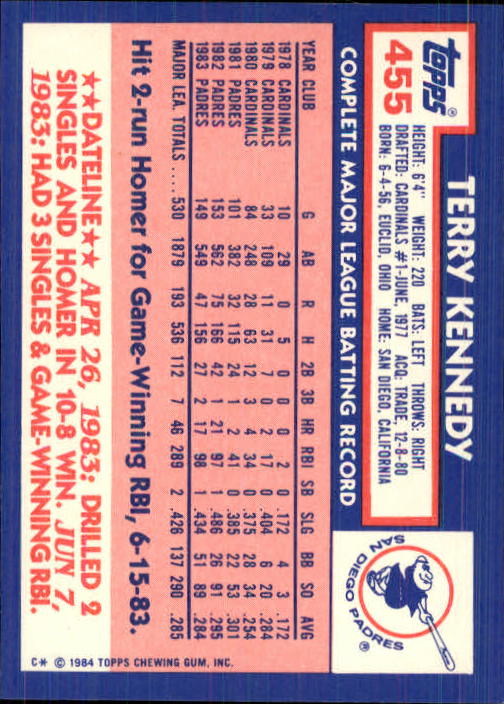 topps®
455
TERRY KENNEDY
HEIGHT: 6'4" WEIGHT: 220 BATS: LEFT THROWS: RIGHT
DRAFTED: CARDINALS #1-JUNE, 1977 ACQ: TRADE, 12-8-80
BORN: 6-4-56, EUCLID, OHIO HOME: SAN DIEGO, CALIFORNIA
SAN DIEGO PADRES ®
COMPLETE MAJOR LEAGUE BATTING RECORD
YEAR CLUB G AB R H 2B 3B HR RBI SB SLG BB SO AVG
1978 CARDINALS 10 29 0 5 0 0 0 2 0 .172 4 3 .172
1979 CARDINALS 33 109 11 31 7 0 2 17 0 .404 6 20 .284
1980 CARDINALS 84 248 28 63 12 3 4 34 0 .375 28 34 .254
1981 PADRES 101 382 32 115 24 1 2 41 0 .385 22 53 .301
1982 PADRES 153 562 75 166 42 1 21 97 1 .486 26 91 .295
1983 PADRES 149 549 47 156 27 2 17 98 1 .434 51 89 .284
MAJOR LEA. TOTALS ..... 530 1879 193 536 112 7 46 289 2 .426 137 290 .285
Hit 2-run Homer for Game-Winning RBI, 6-15-83.
★★DATELINE★★ APR 26, 1983: DRILLED 2
SINGLES AND HOMER IN 10-8 WIN. JUN 7,
1983: HAD 3 SINGLES & GAME-WINNING RBI.
C* © 1984 TOPPS CHEWING GUM, INC.